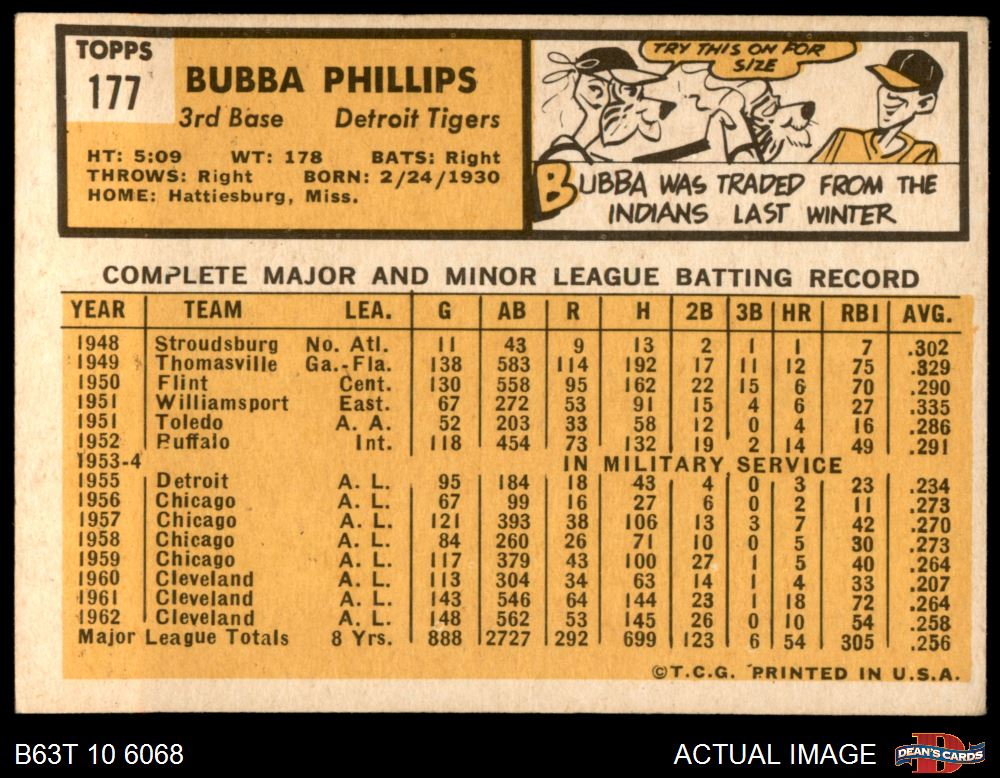 TOPPS
177
BUBBA PHILLIPS
3rd Base Detroit Tigers
HT: 5:09 WT: 178 BATS: Right
THROWS: Right BORN: 2/24/1930
HOME: Hattiesburg, Miss.
TRY THIS ON FOR
SIZE
BUBBA WAS TRADED FROM THE
INDIANS LAST WINTER
COMPLETE MAJOR AND MINOR LEAGUE BATTING RECORD
YEAR TEAM LEA. G AB R H 2B 3B HR RBI AVG.
1948 Stroudsburg No. Atl. 11 43 9 13 2 1 1 7 .302
1949 Thomasville Ga.-Fla. 138 583 114 192 17 11 12 75 .329
1950 Flint Cent. 130 558 95 162 22 15 6 70 .290
1951 Williamsport East. 67 272 53 91 15 4 6 27 .335
1951 Toledo A. A. 52 203 33 58 12 0 4 16 .286
1952 Buffalo Int. 118 454 73 132 19 2 14 49 .291
1953-4 IN MILITARY SERVICE
1955 Detroit A. L. 95 184 18 43 4 0 3 23 .234
1956 Chicago A. L. 67 99 16 27 6 0 2 11 .273
1957 Chicago A. L. 121 393 38 106 13 3 7 42 .270
1958 Chicago A. L. 84 260 26 71 10 0 5 30 .273
1959 Chicago A. L. 117 379 43 100 27 1 5 40 .264
1960 Cleveland A. L. 113 304 34 63 14 1 4 33 .207
1961 Cleveland A. L. 143 546 64 144 23 1 18 72 .264
1962 Cleveland A. L. 148 562 53 145 26 0 10 54 .258
Major League Totals 8 Yrs. 888 2727 292 699 123 6 54 305 .256
©T.C.G. PRINTED IN U.S.A.
B63T 10 6068 ACTUAL IMAGE
D
DEAN'S CARDS